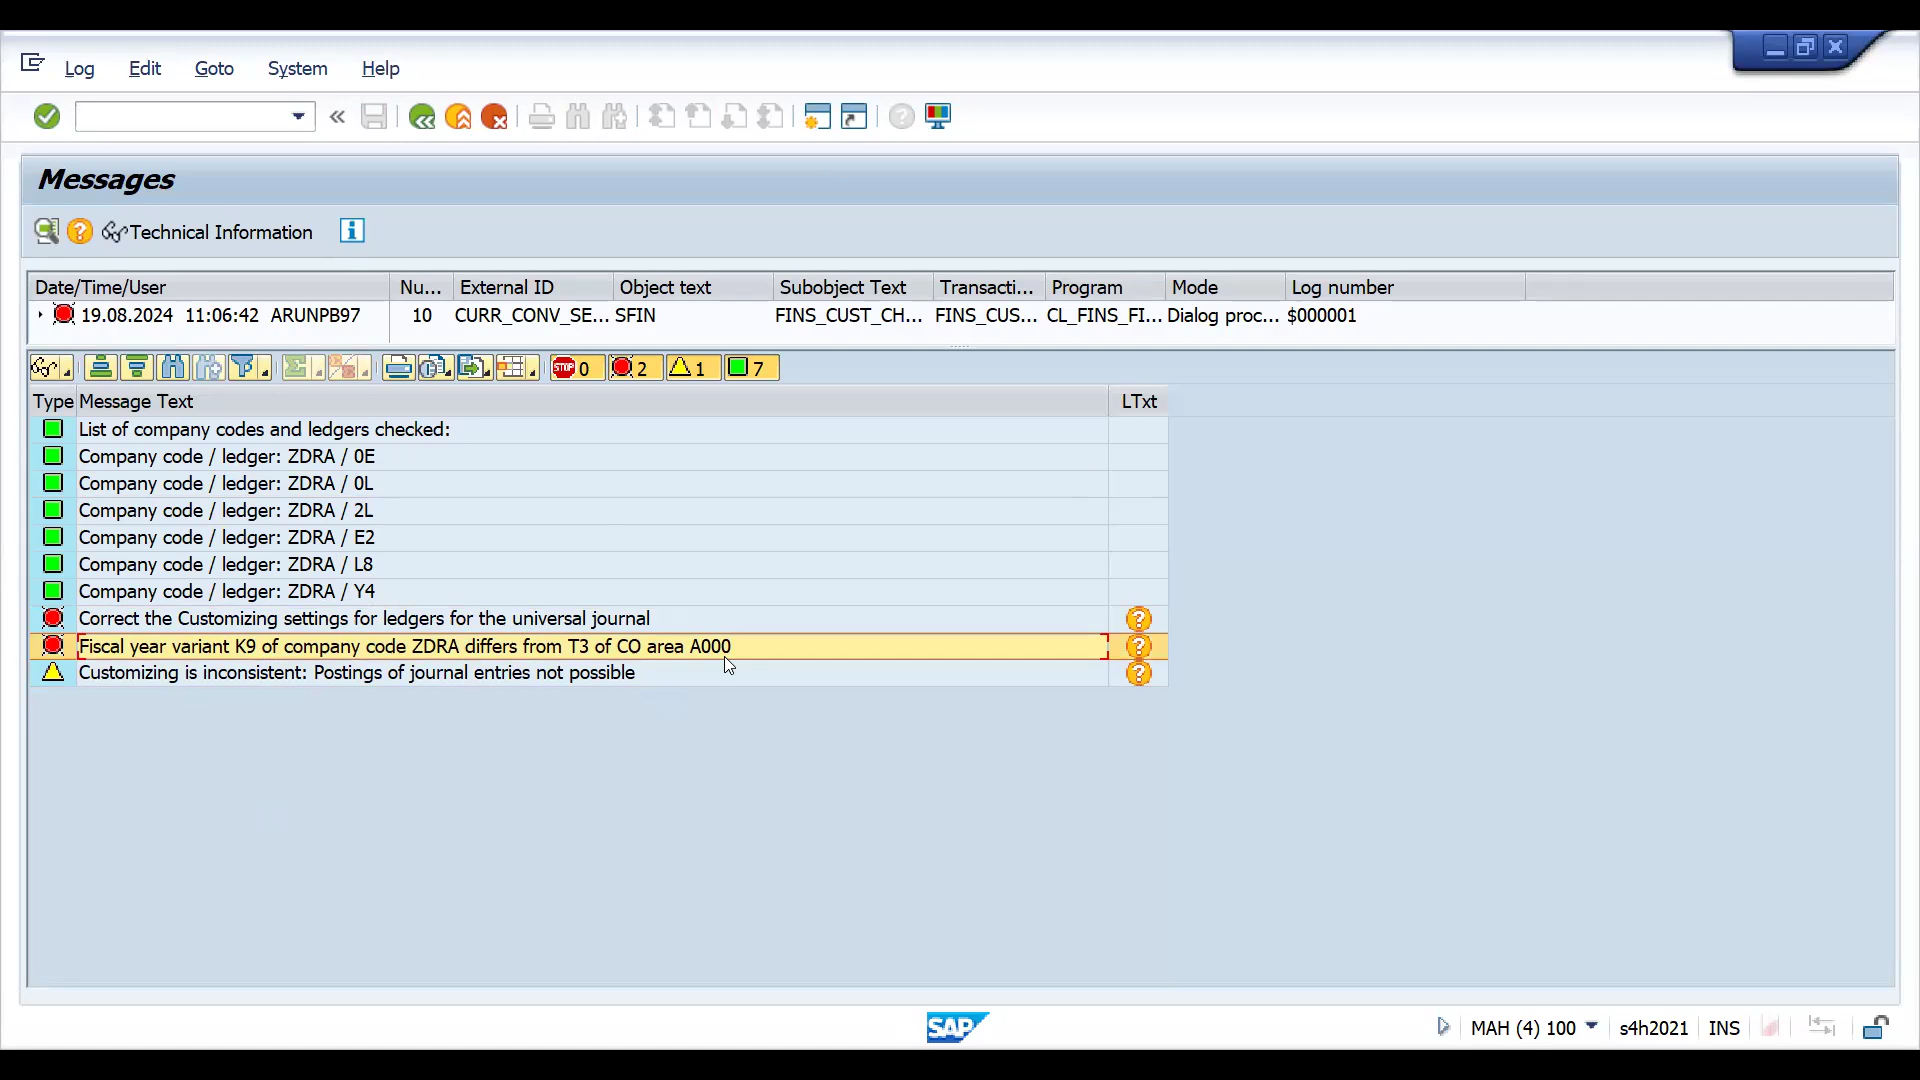 Log Edit Goto System Help
Messages
Technical Information
Date/Time/User Nu... External ID Object text Subobject Text Transacti... Program Mode Log number
19.08.2024 11:06:42 ARUNPB97 10 CURR_CONV_SE... SFIN FINS_CUST_CH... FINS_CUS... CL_FINS_FI... Dialog proc... $000001
STOP 0 2 1 7
Type Message Text LTxt
List of company codes and ledgers checked:
Company code / ledger: ZDRA / 0E
Company code / ledger: ZDRA / 0L
Company code / ledger: ZDRA / 2L
Company code / ledger: ZDRA / E2
Company code / ledger: ZDRA / L8
Company code / ledger: ZDRA / Y4
Correct the Customizing settings for ledgers for the universal journal
Fiscal year variant K9 of company code ZDRA differs from T3 of CO area A000
Customizing is inconsistent: Postings of journal entries not possible
SAP MAH (4) 100 s4h2021 INS